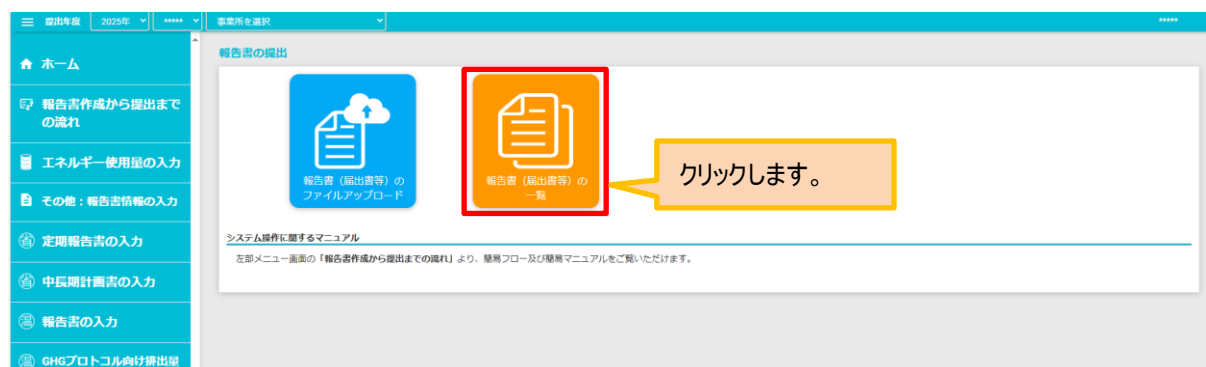 提出年度 2025年 ***** 事業所を選択 *****
ホーム
報告書作成から提出まで
の流れ
エネルギー使用量の入力
その他：報告書情報の入力
省 定期報告書の入力
省 中長期計画書の入力
温 報告書の入力
温 GHGプロトコル向け排出量
報告書の提出
報告書（届出書等）の
ファイルアップロード
報告書（届出書等）の
一覧
クリックします。
システム操作に関するマニュアル
左部メニュー画面の「報告書作成から提出までの流れ」より、簡易フロー及び簡易マニュアルをご覧いただけます。